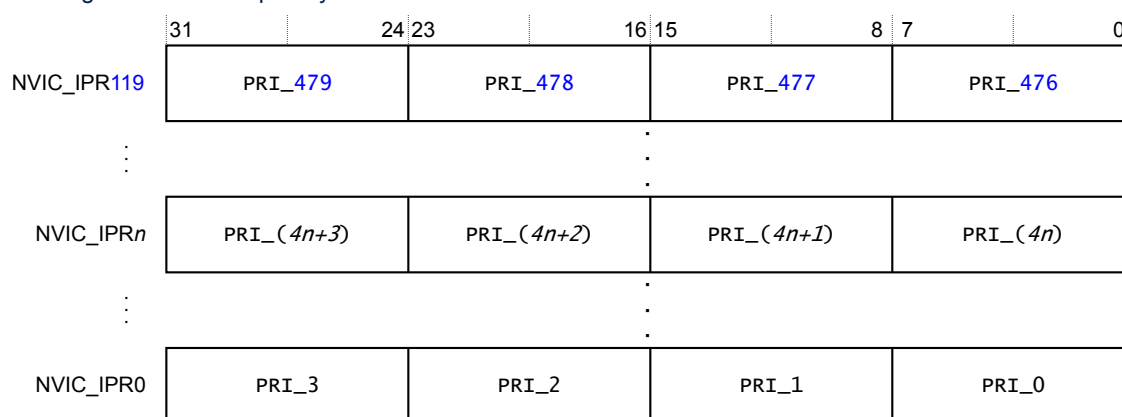 31 24 23 16 15 8 7 0
NVIC_IPR119 PRI_479 PRI_478 PRI_477 PRI_476
NVIC_IPRn PRI_(4n+3) PRI_(4n+2) PRI_(4n+1) PRI_(4n)
NVIC_IPR0 PRI_3 PRI_2 PRI_1 PRI_0